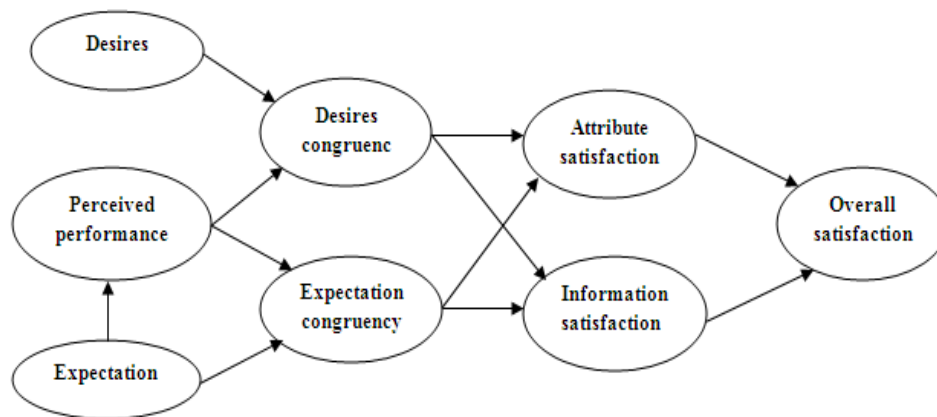 Desires
Desires
congruenc
Attribute
satisfaction
Perceived
performance
Overall
satisfaction
Expectation
congruency
Information
satisfaction
Expectation